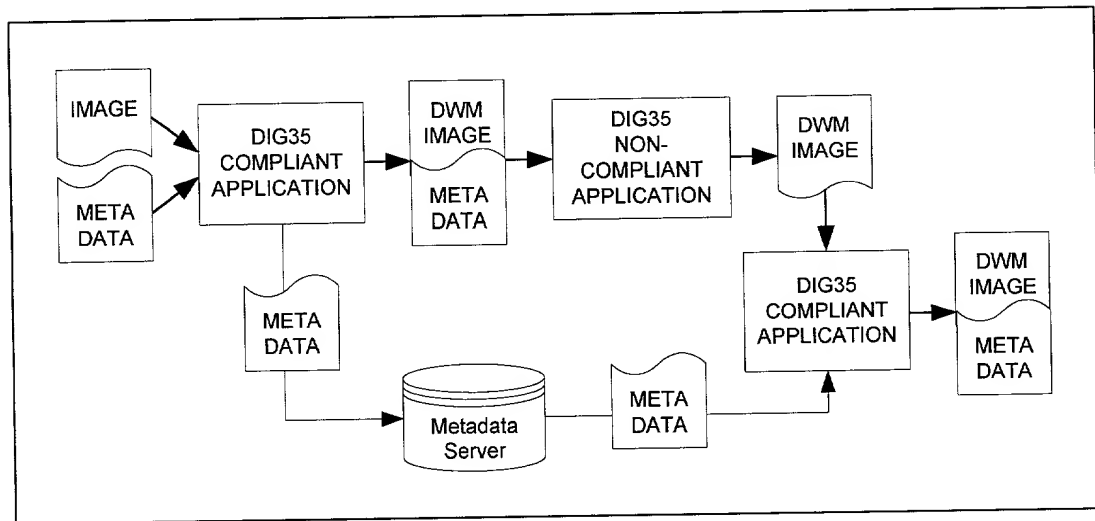 IMAGE
META
DATA
DIG35
COMPLIANT
APPLICATION
DWM
IMAGE
META
DATA
DIG35
NON-
COMPLIANT
APPLICATION
DWM
IMAGE
META
DATA
Metadata
Server
META
DATA
DIG35
COMPLIANT
APPLICATION
DWM
IMAGE
META
DATA